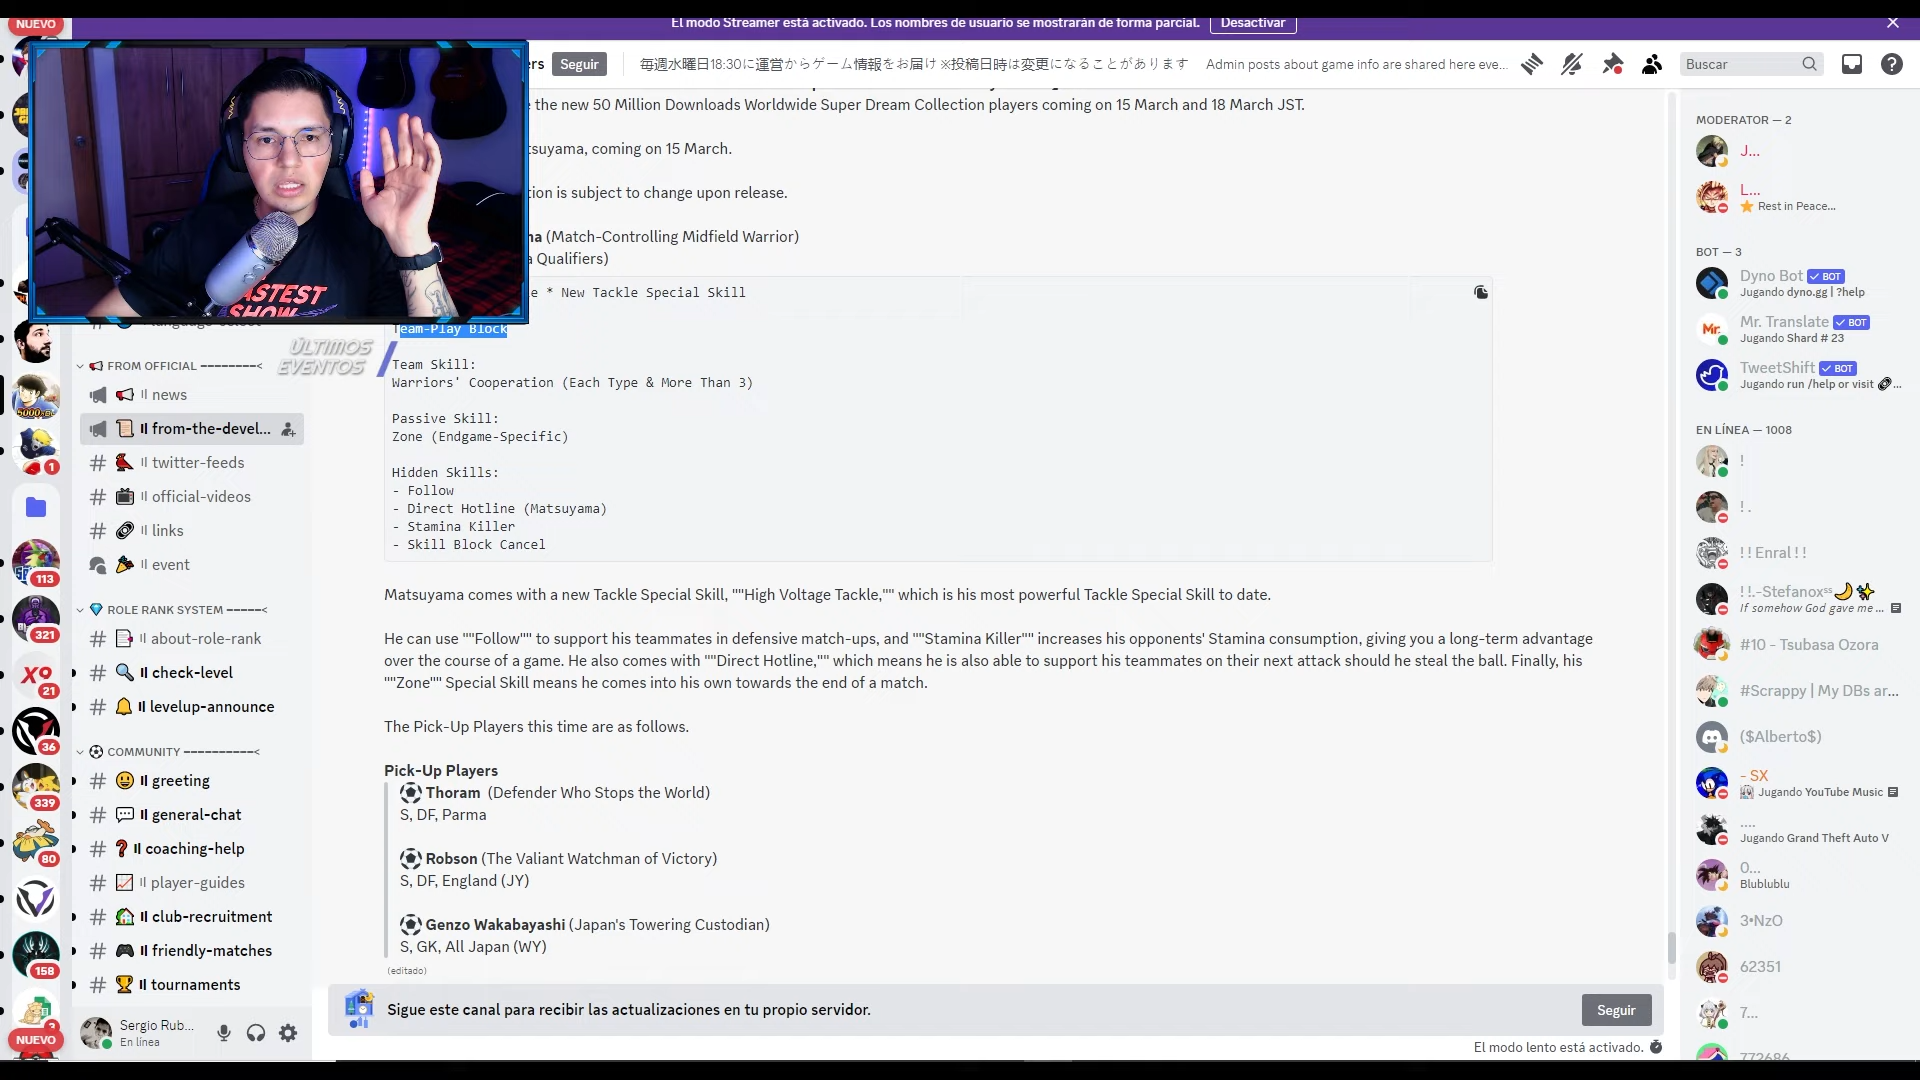 NUEVO
El modo Streamer está activado. Los nombres de usuario se mostrarán de forma parcial.
Desactivar
ers
Seguir
毎週水曜日18:30に運営からゲーム情報をお届け ※投稿日時は変更になることがあります
Admin posts about game info are shared here eve...
Buscar
the new 50 Million Downloads Worldwide Super Dream Collection players coming on 15 March and 18 March JST.
tsuyama, coming on 15 March.
tion is subject to change upon release.
na (Match-Controlling Midfield Warrior)
a Qualifiers)
e * New Tackle Special Skill
Team-Play Block
Team Skill:
Warriors' Cooperation (Each Type & More Than 3)
Passive Skill:
Zone (Endgame-Specific)
Hidden Skills:
- Follow
- Direct Hotline (Matsuyama)
- Stamina Killer
- Skill Block Cancel
Matsuyama comes with a new Tackle Special Skill, ""High Voltage Tackle,"" which is his most powerful Tackle Special Skill to date.
He can use ""Follow"" to support his teammates in defensive match-ups, and ""Stamina Killer"" increases his opponents' Stamina consumption, giving you a long-term advantage
over the course of a game. He also comes with ""Direct Hotline,"" which means he is also able to support his teammates on their next attack should he steal the ball. Finally, his
""Zone"" Special Skill means he comes into his own towards the end of a match.
The Pick-Up Players this time are as follows.
Pick-Up Players
Thoram (Defender Who Stops the World)
S, DF, Parma
Robson (The Valiant Watchman of Victory)
S, DF, England (JY)
Genzo Wakabayashi (Japan's Towering Custodian)
S, GK, All Japan (WY)
(editado)
Sigue este canal para recibir las actualizaciones en tu propio servidor.
Seguir
El modo lento está activado.
ASTEST
SHOW
ÚLTIMOS
EVENTOS
FROM OFFICIAL --------<
news
from-the-devel...
twitter-feeds
official-videos
links
event
ROLE RANK SYSTEM -----<
about-role-rank
check-level
levelup-announce
COMMUNITY ----------<
greeting
general-chat
coaching-help
player-guides
club-recruitment
friendly-matches
tournaments
Sergio Rub...
En línea
1
113
321
XO
21
36
339
80
158
3
NUEVO
MODERATOR — 2
J...
L...
Rest in Peace...
BOT — 3
Dyno Bot BOT
Jugando dyno.gg | ?help
Mr.
Mr. Translate BOT
Jugando Shard # 23
TweetShift BOT
Jugando run /help or visit ...
EN LÍNEA — 1008
!
! .
! ! Enral ! !
! !.-Stefanoxˢˢ🌙✨
If somehow God gave me ...
#10 - Tsubasa Ozora
#Scrappy | My DBs ar...
($Alberto$)
- SX
Jugando YouTube Music
....
Jugando Grand Theft Auto V
0...
Blublublu
3•NzO
62351
7...
772686